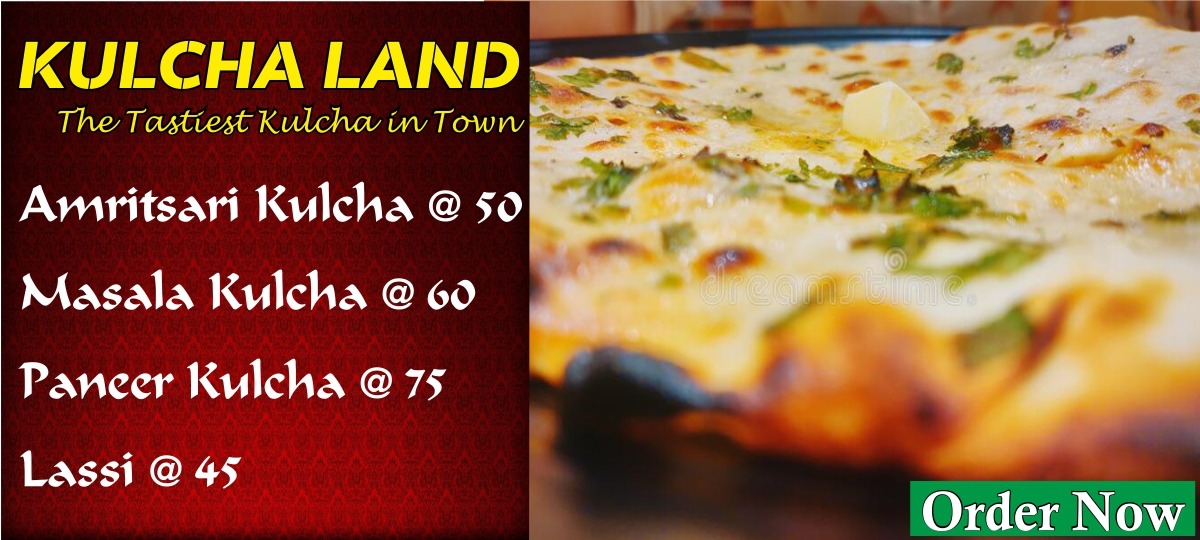 KULCHA LAND
The Tastiest Kulcha in Town
Amritsari Kulcha @ 50
Masala Kulcha @ 60
Paneer Kulcha @ 75
Lassi @ 45
dreamstime.
Order Now